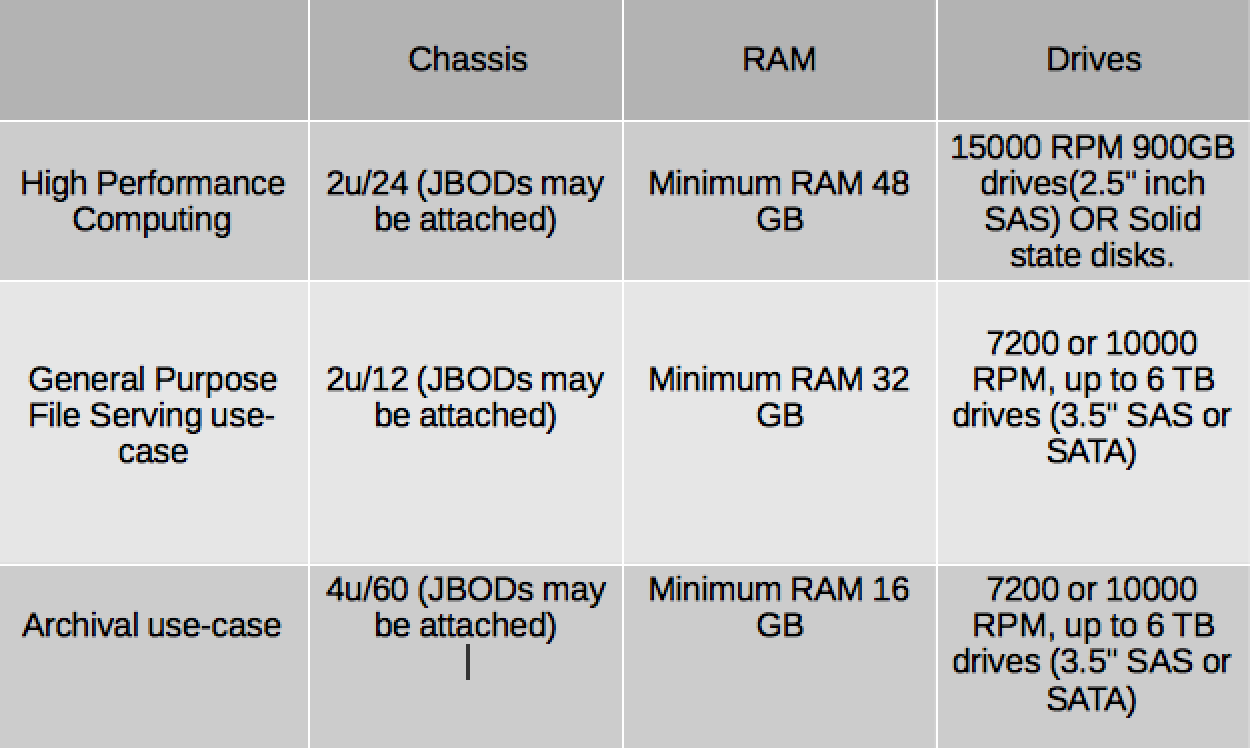 Chassis
RAM
Drives
High Performance
Computing
2u/24 (JBODs may
be attached)
Minimum RAM 48
GB
15000 RPM 900GB
drives(2.5" inch
SAS) OR Solid
state disks.
General Purpose
File Serving use-
case
2u/12 (JBODs may
be attached)
Minimum RAM 32
GB
7200 or 10000
RPM, up to 6 TB
drives (3.5" SAS or
SATA)
Archival use-case
4u/60 (JBODs may
be attached)
Minimum RAM 16
GB
7200 or 10000
RPM, up to 6 TB
drives (3.5" SAS or
SATA)